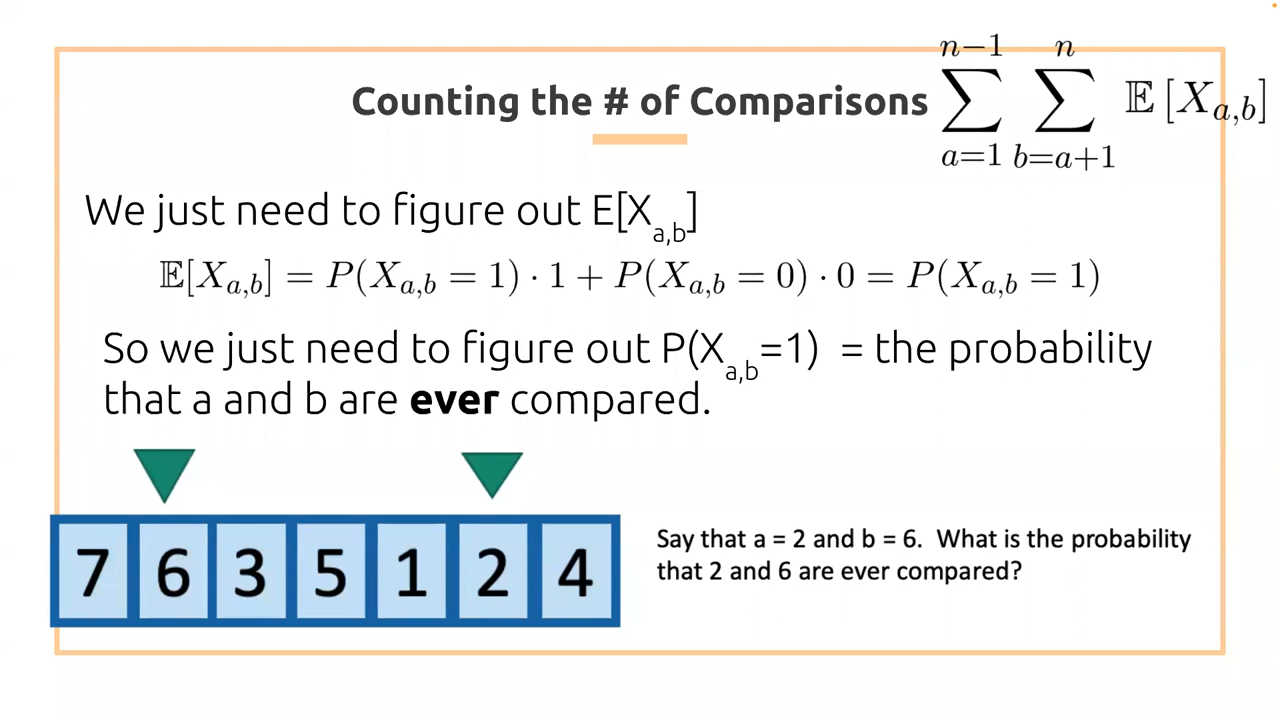 Counting the # of Comparisons $\sum_{a=1}^{n-1} \sum_{b=a+1}^{n} \mathbb{E}[X_{a,b}]$
We just need to figure out E[X_{a,b}]
$\mathbb{E}[X_{a,b}] = P(X_{a,b} = 1) \cdot 1 + P(X_{a,b} = 0) \cdot 0 = P(X_{a,b} = 1)$
So we just need to figure out P(X_{a,b}=1) = the probability
that a and b are ever compared.
7 6 3 5 1 2 4
Say that a = 2 and b = 6. What is the probability
that 2 and 6 are ever compared?